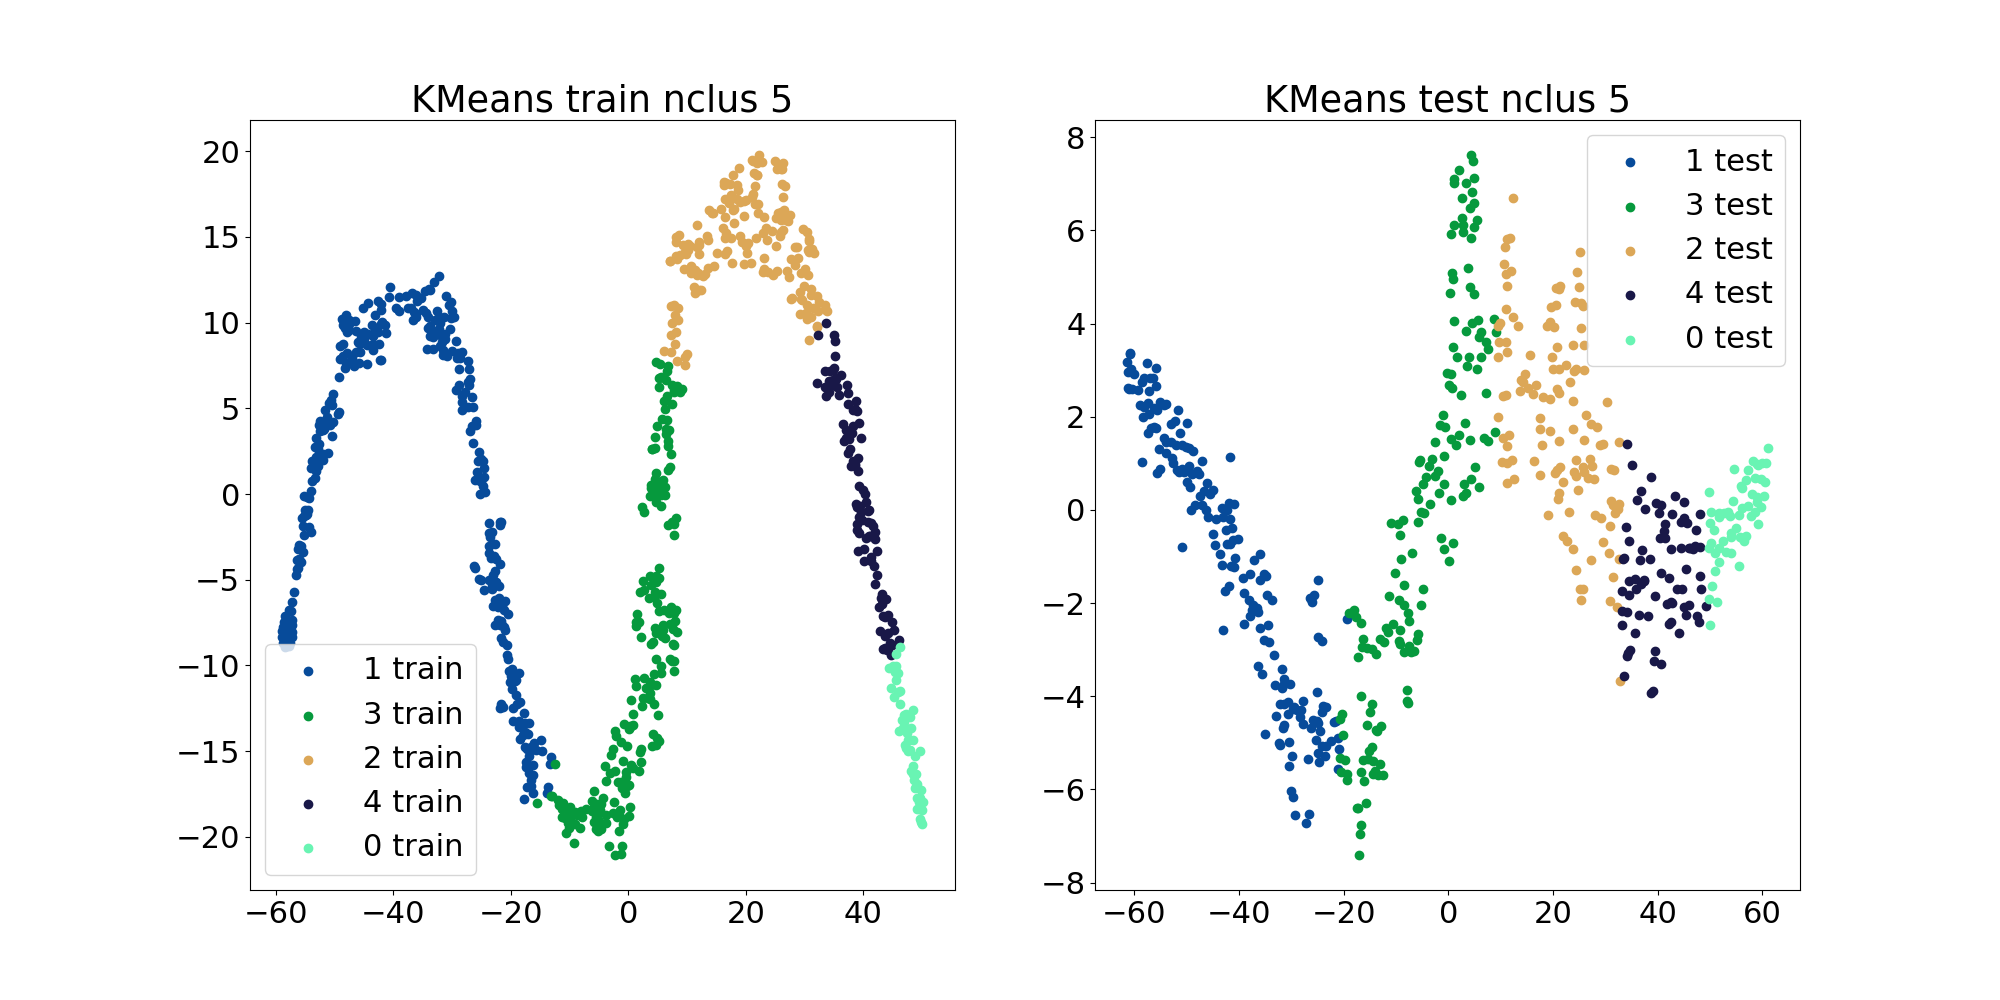 KMeans train nclus 5
20
15
10
5
0
−5
−10
−15
−20
−60 −40 −20 0 20 40
1 train
3 train
2 train
4 train
0 train
KMeans test nclus 5
8
6
4
2
0
−2
−4
−6
−8
−60 −40 −20 0 20 40 60
1 test
3 test
2 test
4 test
0 test